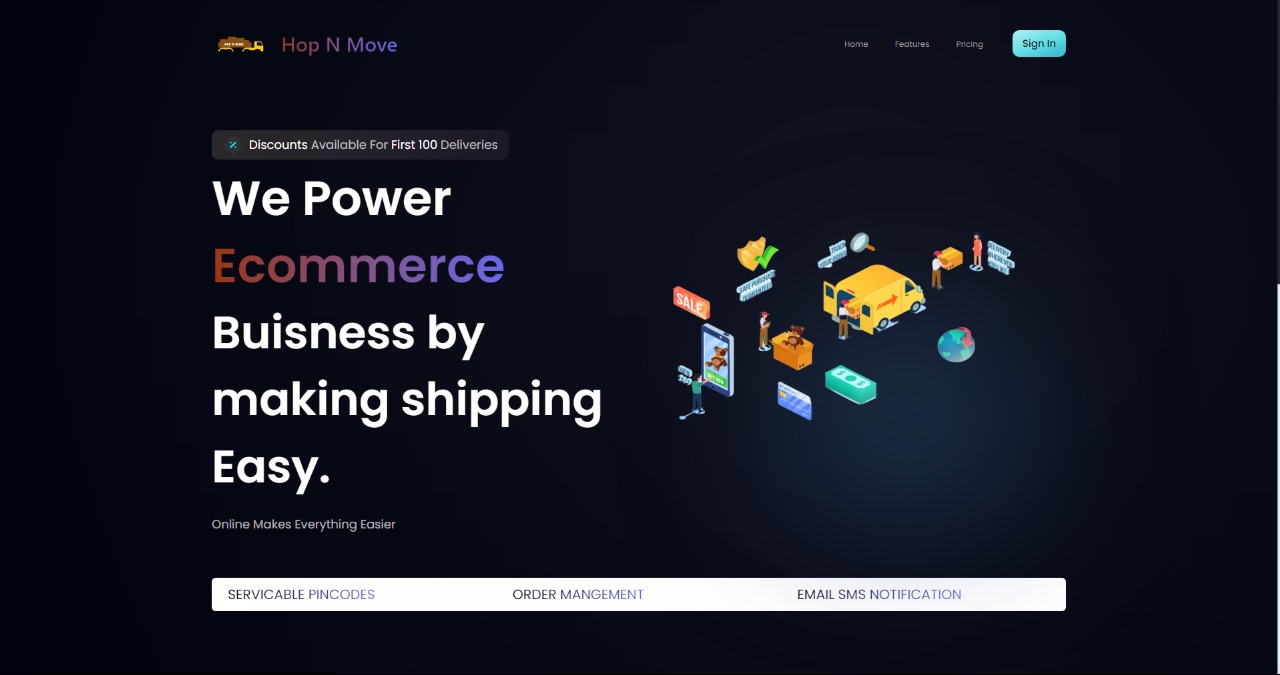 Hop N Move
Home
Features
Pricing
Sign In
Discounts Available For First 100 Deliveries
We Power
Ecommerce
Buisness by
making shipping
Easy.
SALE
Online Makes Everything Easier
SERVICABLE PINCODES
ORDER MANGEMENT
EMAIL SMS NOTIFICATION